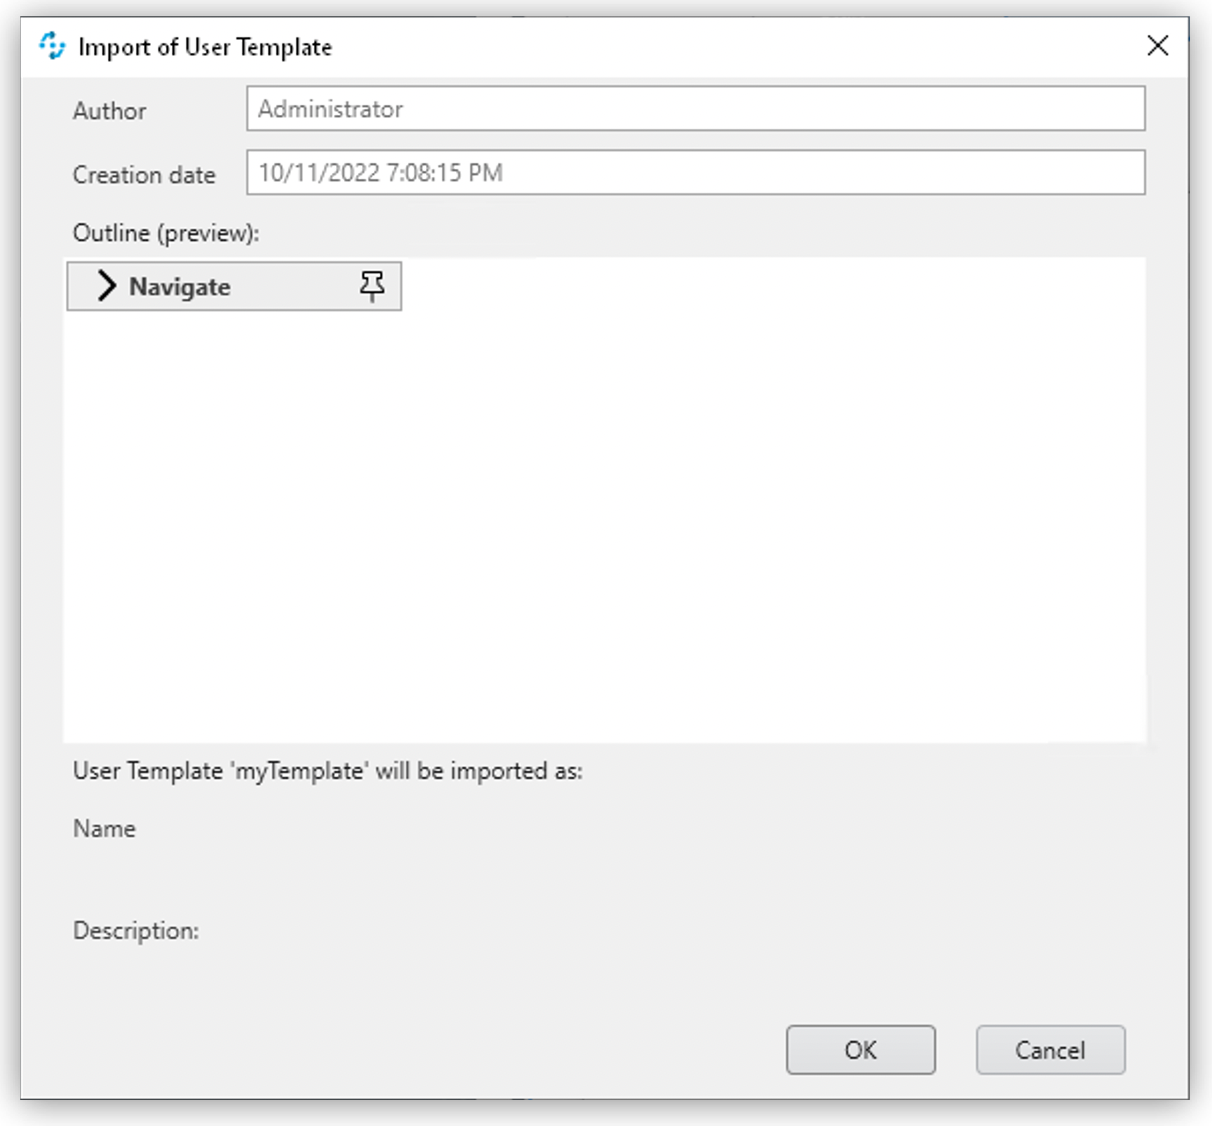 Import of User Template
Author
Administrator
Creation date
10/11/2022 7:08:15 PM
Outline (preview):
Navigate
User Template 'myTemplate' will be imported as:
Name
Description:
OK
Cancel